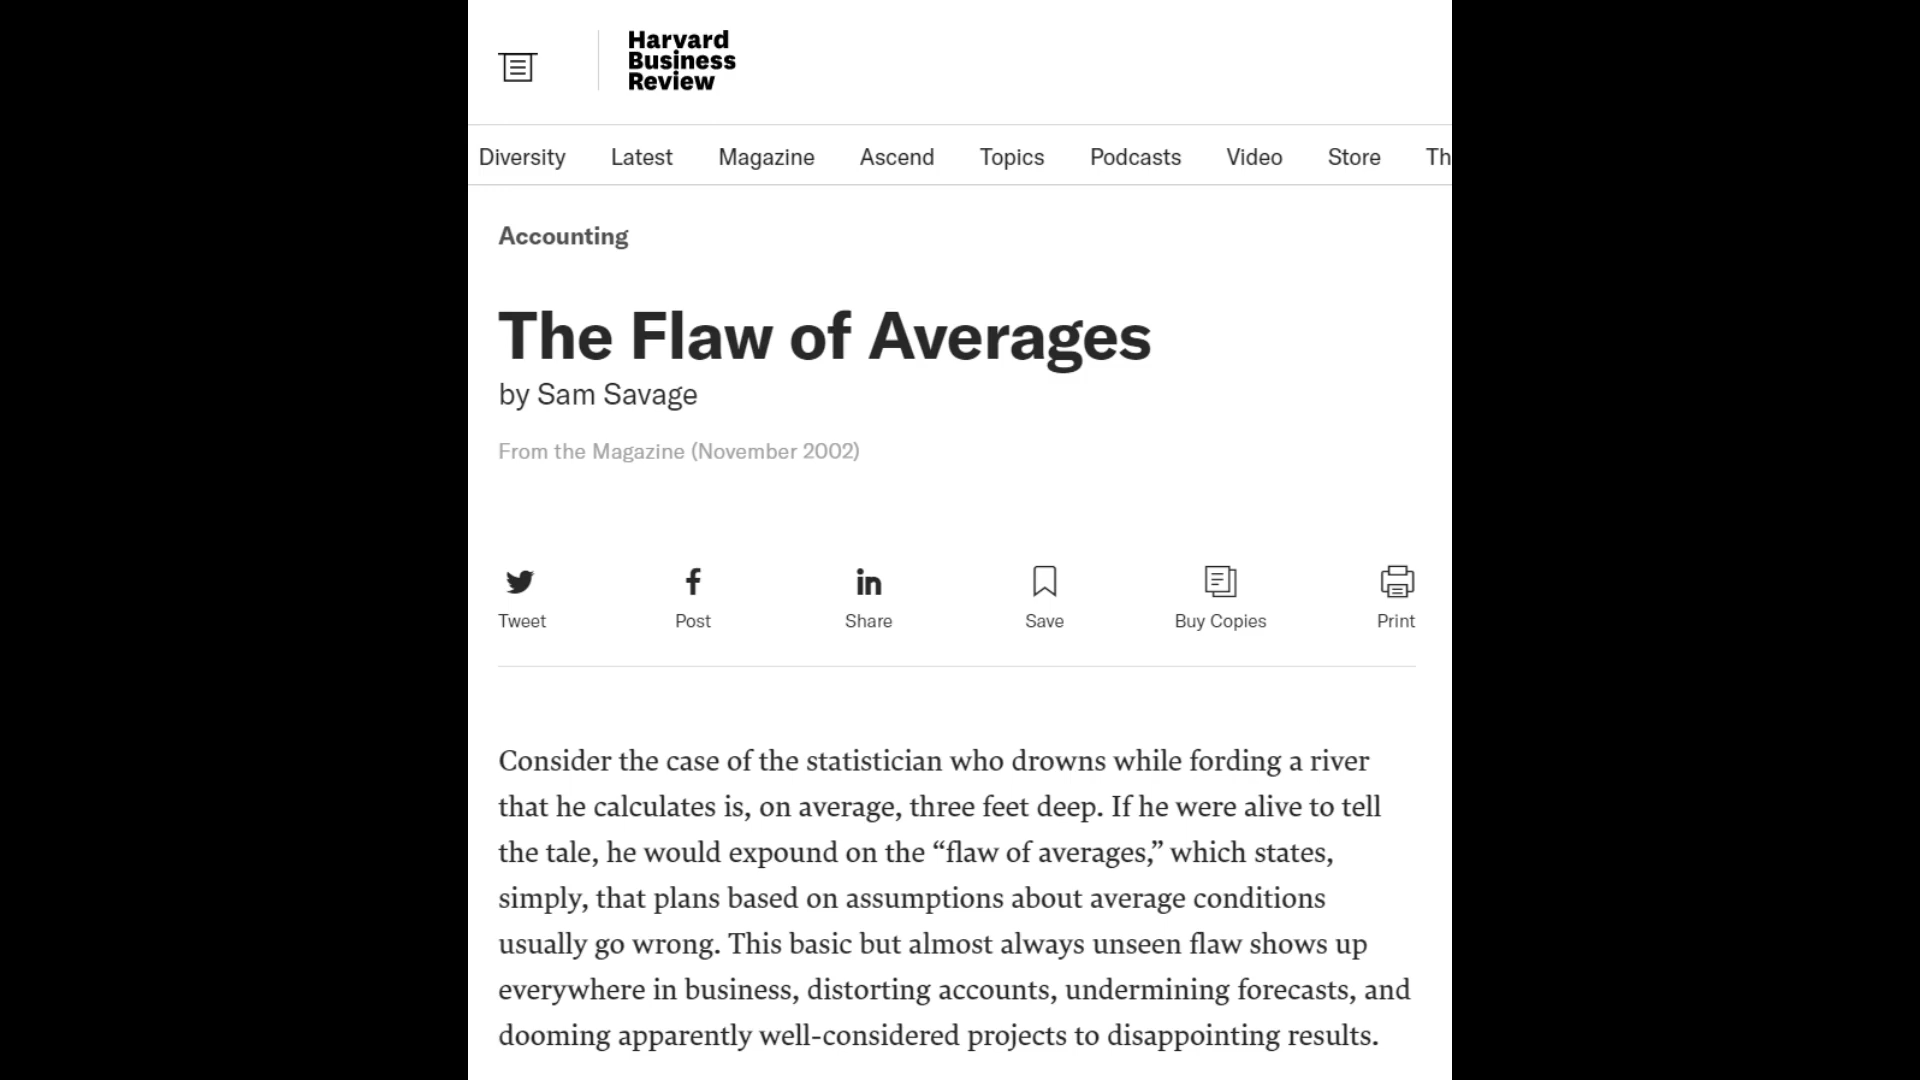 Harvard
Business
Review
Diversity Latest Magazine Ascend Topics Podcasts Video Store Th
Accounting
The Flaw of Averages
by Sam Savage
From the Magazine (November 2002)
Tweet Post Share Save Buy Copies Print
Consider the case of the statistician who drowns while fording a river
that he calculates is, on average, three feet deep. If he were alive to tell
the tale, he would expound on the “flaw of averages,” which states,
simply, that plans based on assumptions about average conditions
usually go wrong. This basic but almost always unseen flaw shows up
everywhere in business, distorting accounts, undermining forecasts, and
dooming apparently well-considered projects to disappointing results.